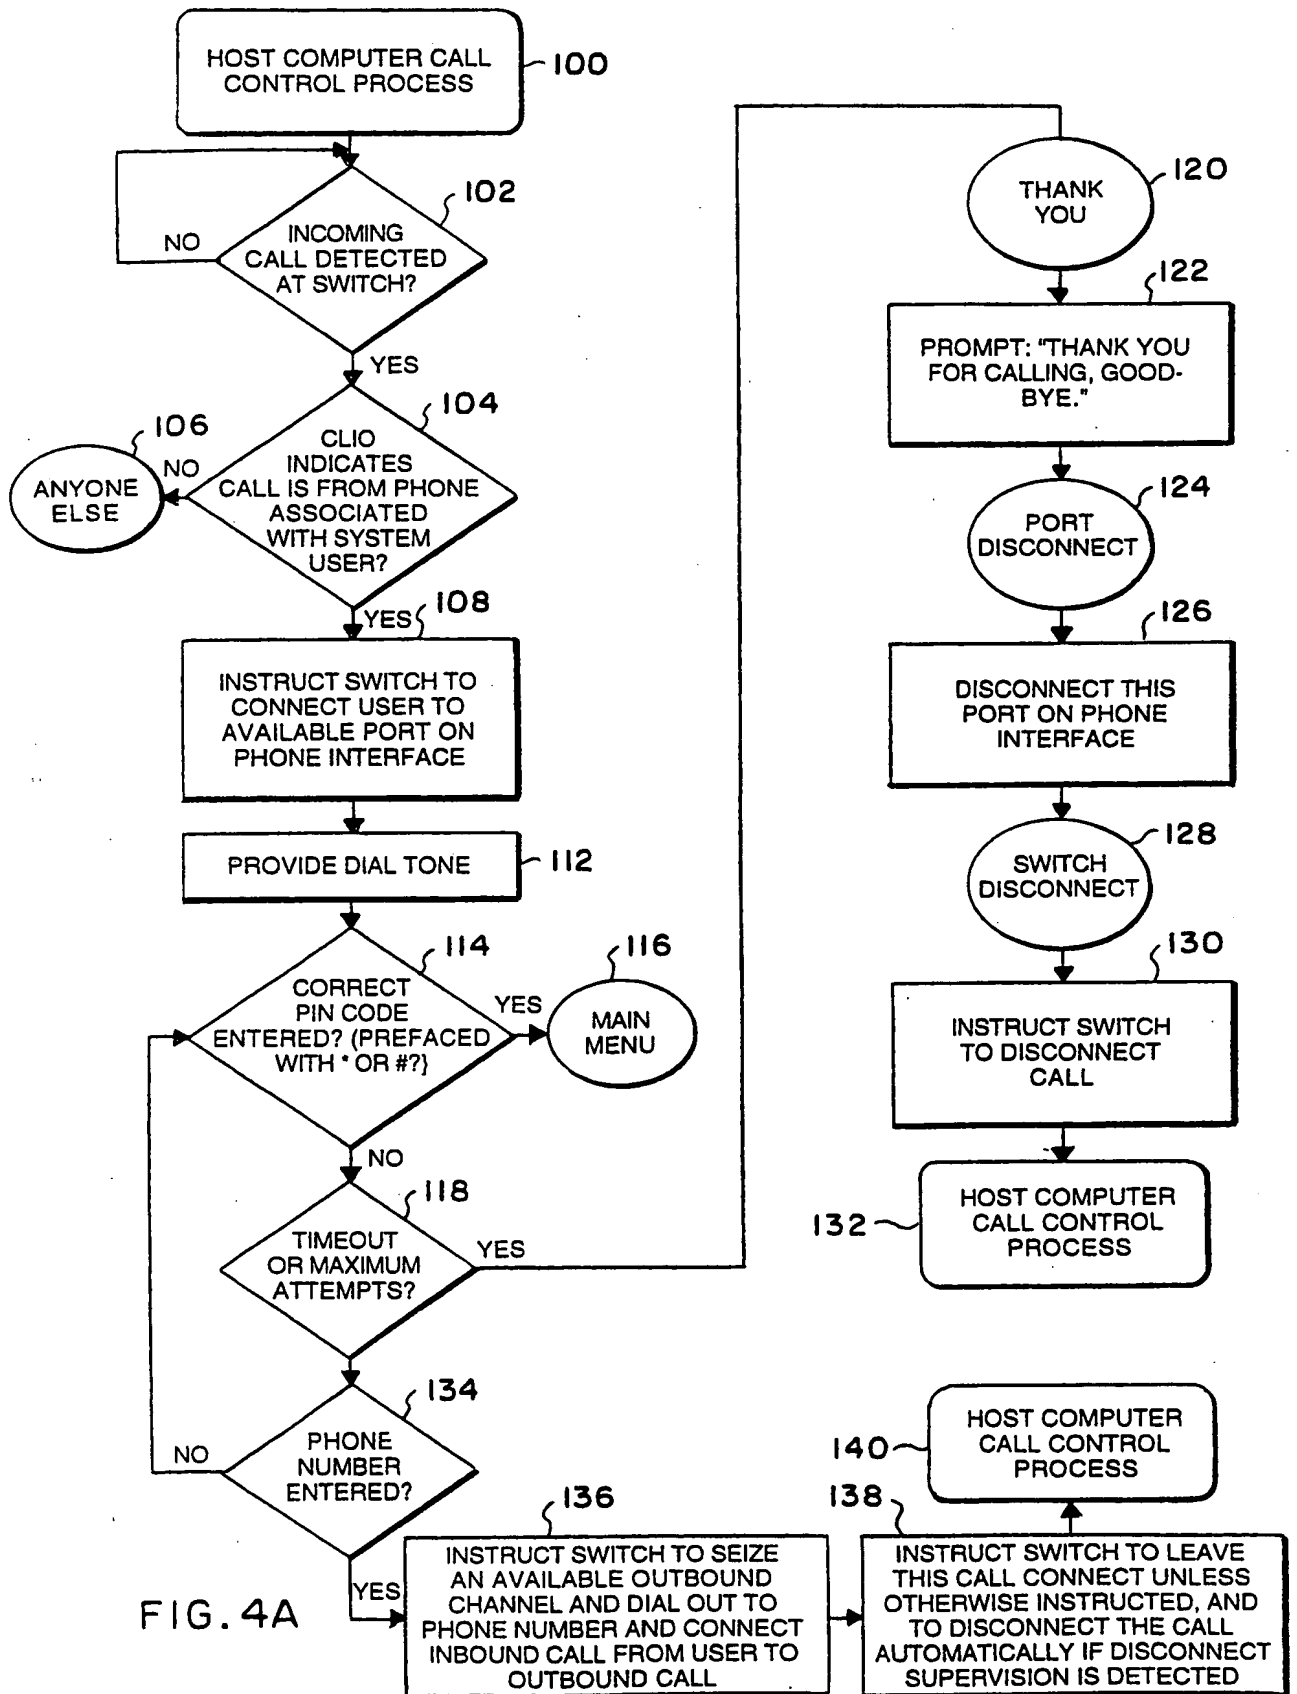 HOST COMPUTER CALL
CONTROL PROCESS
100
102
INCOMING
CALL DETECTED
AT SWITCH?
NO
YES
104
CLIO
INDICATES
CALL IS FROM PHONE
ASSOCIATED
WITH SYSTEM
USER?
106
NO
ANYONE
ELSE
YES
108
INSTRUCT SWITCH TO
CONNECT USER TO
AVAILABLE PORT ON
PHONE INTERFACE
PROVIDE DIAL TONE
112
114
CORRECT
PIN CODE
ENTERED? (PREFACED
WITH * OR #?}
YES
116
MAIN
MENU
NO
118
TIMEOUT
OR MAXIMUM
ATTEMPTS?
YES
134
PHONE
NUMBER
ENTERED?
NO
YES
120
THANK
YOU
122
PROMPT: "THANK YOU
FOR CALLING, GOOD-
BYE."
124
PORT
DISCONNECT
126
DISCONNECT THIS
PORT ON PHONE
INTERFACE
128
SWITCH
DISCONNECT
130
INSTRUCT SWITCH
TO DISCONNECT
CALL
132
HOST COMPUTER
CALL CONTROL
PROCESS
136
INSTRUCT SWITCH TO SEIZE
AN AVAILABLE OUTBOUND
CHANNEL AND DIAL OUT TO
PHONE NUMBER AND CONNECT
INBOUND CALL FROM USER TO
OUTBOUND CALL
138
INSTRUCT SWITCH TO LEAVE
THIS CALL CONNECT UNLESS
OTHERWISE INSTRUCTED, AND
TO DISCONNECT THE CALL
AUTOMATICALLY IF DISCONNECT
SUPERVISION IS DETECTED
140
HOST COMPUTER
CALL CONTROL
PROCESS
FIG. 4A